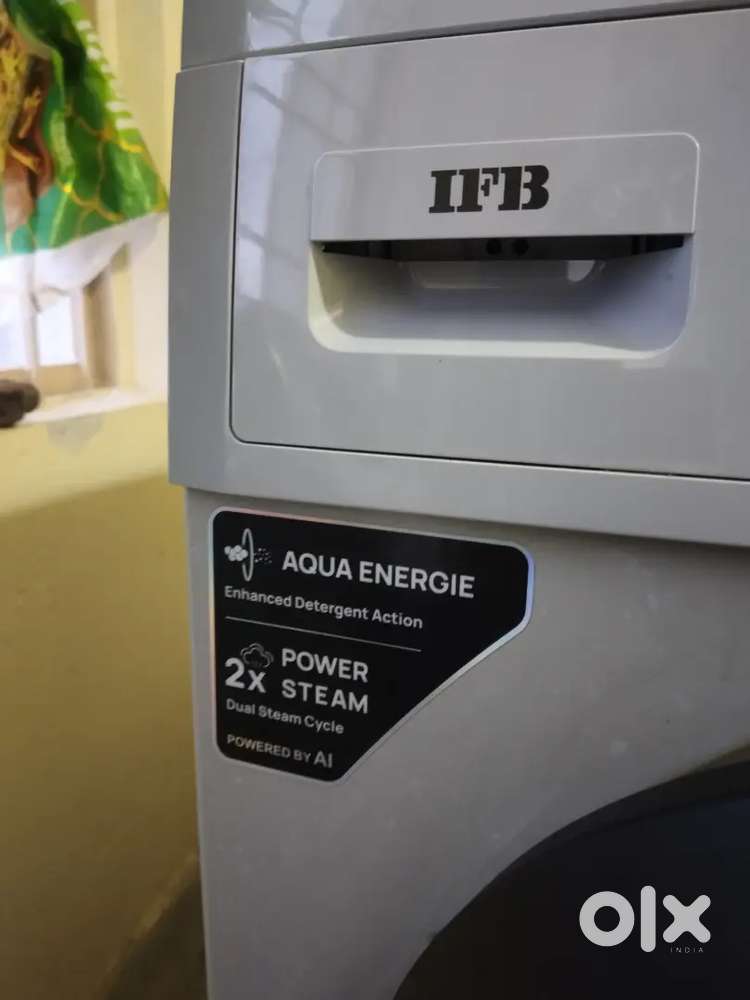 IFB
AQUA ENERGIE
Enhanced Detergent Action
2X POWER
STEAM
Dual Steam Cycle
POWERED BY AI
olx
INDIA